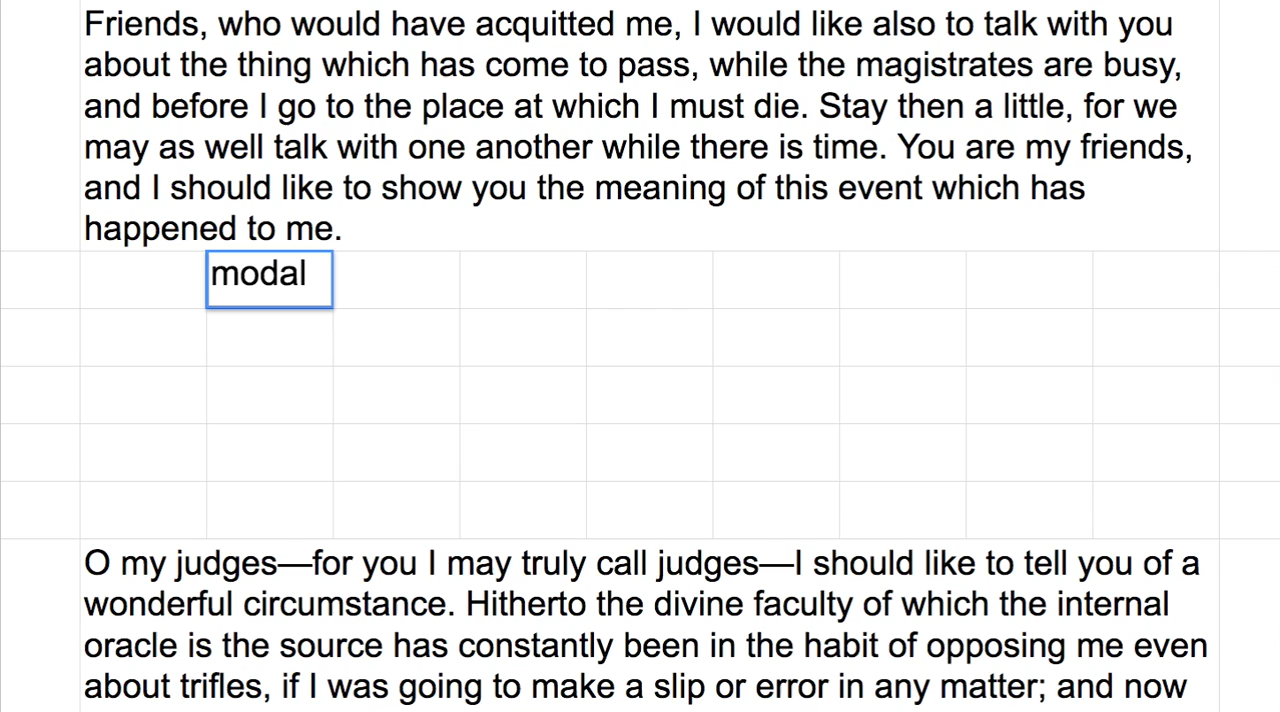 Friends, who would have acquitted me, I would like also to talk with you
about the thing which has come to pass, while the magistrates are busy,
and before I go to the place at which I must die. Stay then a little, for we
may as well talk with one another while there is time. You are my friends,
and I should like to show you the meaning of this event which has
happened to me.
modal
O my judges—for you I may truly call judges—I should like to tell you of a
wonderful circumstance. Hitherto the divine faculty of which the internal
oracle is the source has constantly been in the habit of opposing me even
about trifles, if I was going to make a slip or error in any matter; and now